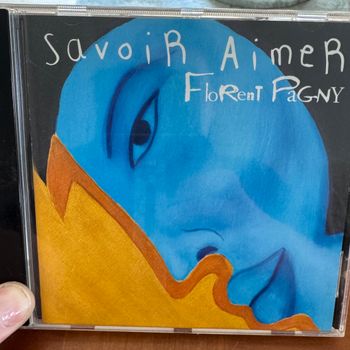 Savoir Aimer
Florent Pagny